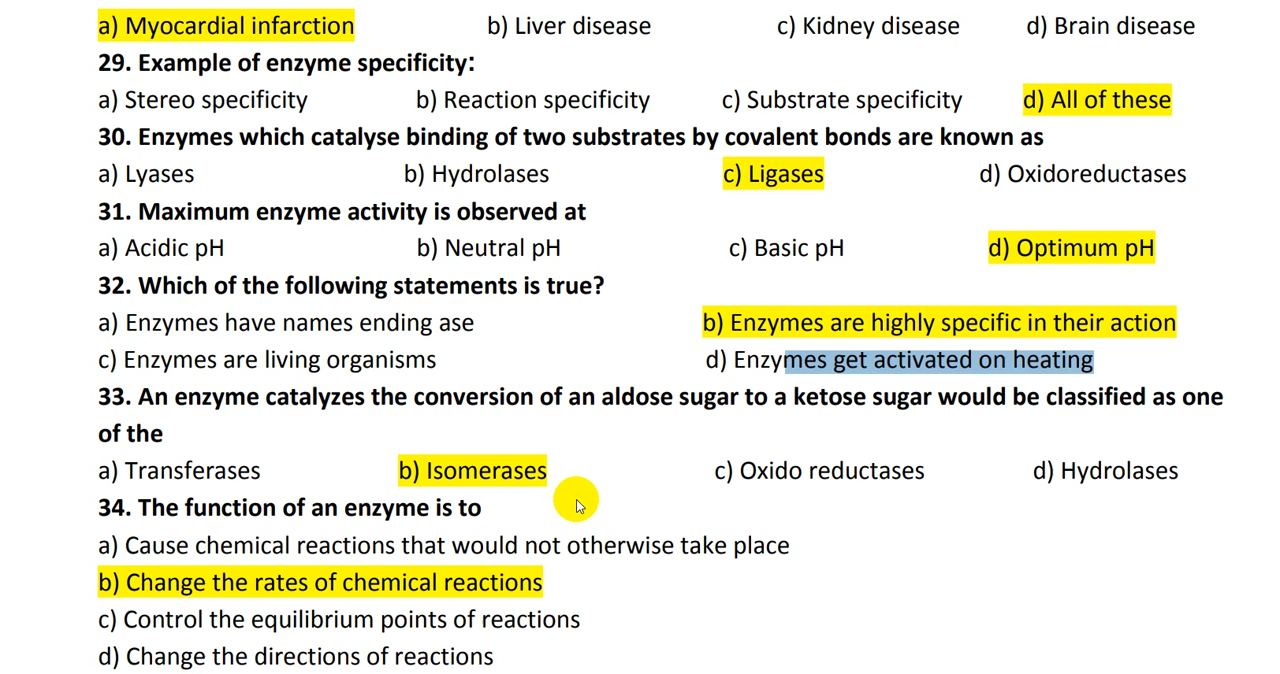 a) Myocardial infarction b) Liver disease c) Kidney disease d) Brain disease
29. Example of enzyme specificity:
a) Stereo specificity b) Reaction specificity c) Substrate specificity d) All of these
30. Enzymes which catalyse binding of two substrates by covalent bonds are known as
a) Lyases b) Hydrolases c) Ligases d) Oxidoreductases
31. Maximum enzyme activity is observed at
a) Acidic pH b) Neutral pH c) Basic pH d) Optimum pH
32. Which of the following statements is true?
a) Enzymes have names ending ase b) Enzymes are highly specific in their action
c) Enzymes are living organisms d) Enzymes get activated on heating
33. An enzyme catalyzes the conversion of an aldose sugar to a ketose sugar would be classified as one
of the
a) Transferases b) Isomerases c) Oxido reductases d) Hydrolases
34. The function of an enzyme is to
a) Cause chemical reactions that would not otherwise take place
b) Change the rates of chemical reactions
c) Control the equilibrium points of reactions
d) Change the directions of reactions